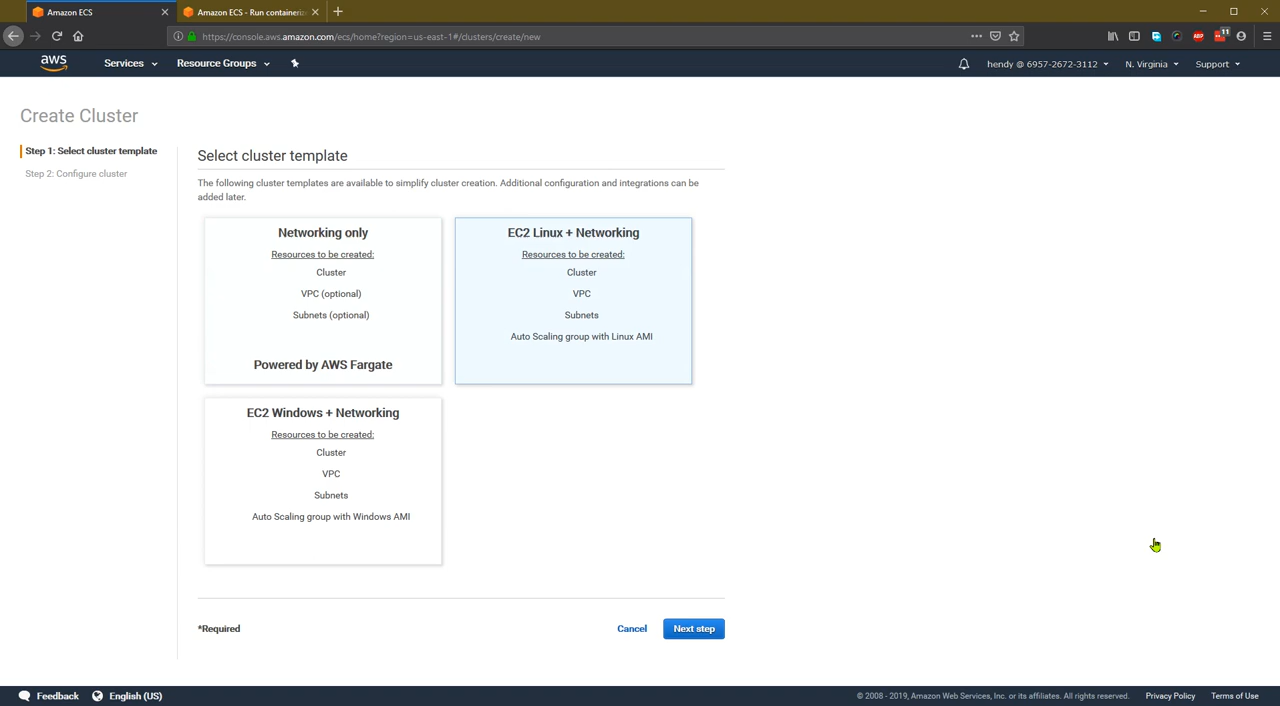 Amazon ECS
Amazon ECS - Run containeriz
https://console.aws.amazon.com/ecs/home?region=us-east-1#/clusters/create/new
ABP
11
aws
Services
Resource Groups
hendy @ 6957-2672-3112
N. Virginia
Support
Create Cluster
Step 1: Select cluster template
Step 2: Configure cluster
Select cluster template
The following cluster templates are available to simplify cluster creation. Additional configuration and integrations can be
added later.
Networking only
Resources to be created:
Cluster
VPC (optional)
Subnets (optional)
Powered by AWS Fargate
EC2 Linux + Networking
Resources to be created:
Cluster
VPC
Subnets
Auto Scaling group with Linux AMI
EC2 Windows + Networking
Resources to be created:
Cluster
VPC
Subnets
Auto Scaling group with Windows AMI
*Required
Cancel
Next step
Feedback
English (US)
© 2008 - 2019, Amazon Web Services, Inc. or its affiliates. All rights reserved.
Privacy Policy
Terms of Use